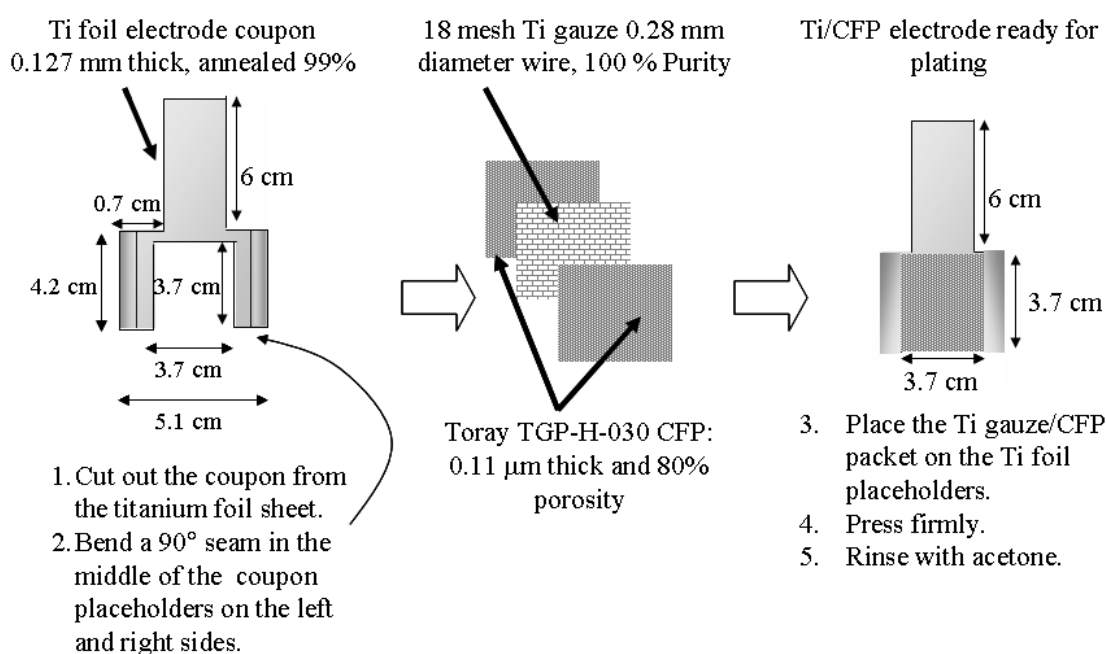 Ti foil electrode coupon
0.127 mm thick, annealed 99%
18 mesh Ti gauze 0.28 mm
diameter wire, 100 % Purity
Ti/CFP electrode ready for
plating
6 cm
0.7 cm
4.2 cm
3.7 cm
3.7 cm
5.1 cm
6 cm
3.7 cm
3.7 cm
1. Cut out the coupon from
the titanium foil sheet.
2. Bend a 90° seam in the
middle of the coupon
placeholders on the left
and right sides.
Toray TGP-H-030 CFP:
0.11 μm thick and 80%
porosity
3. Place the Ti gauze/CFP
packet on the Ti foil
placeholders.
4. Press firmly.
5. Rinse with acetone.